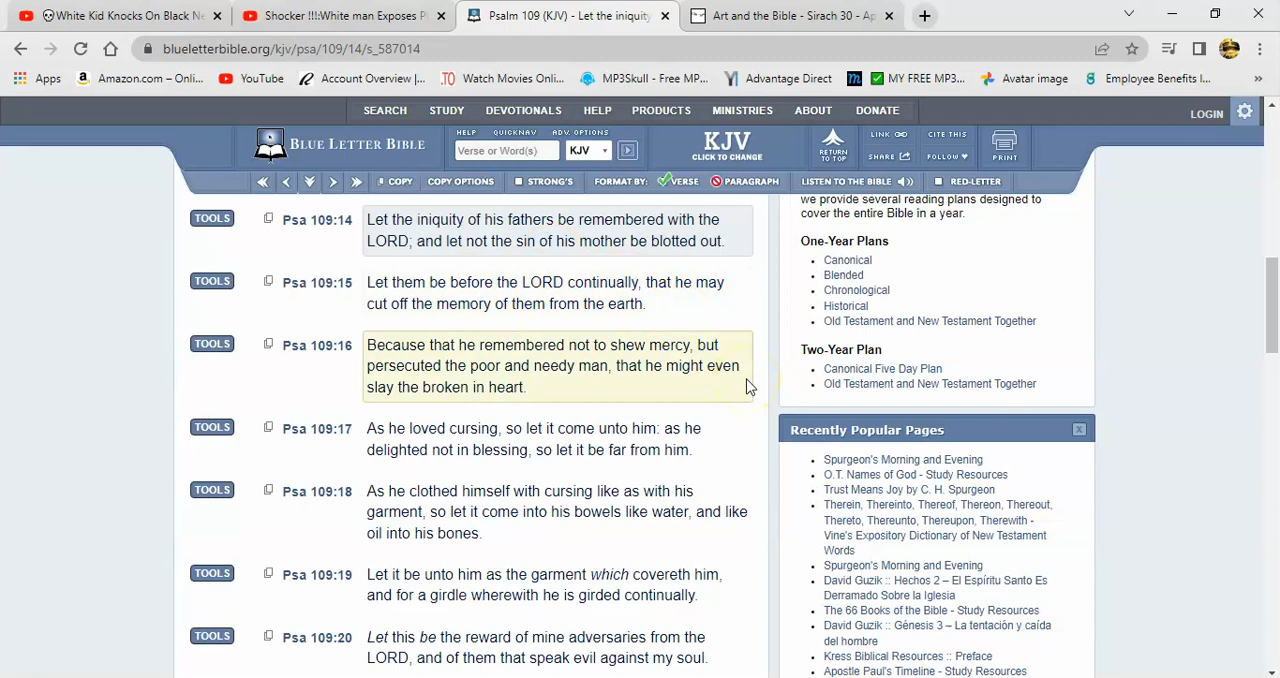 White Kid Knocks On Black Ne
Shocker !!!:White man Exposes P
Psalm 109 (KJV) - Let the iniquity
Art and the Bible - Sirach 30 - Ap
blueletterbible.org/kjv/psa/109/14/s_587014
Apps
Amazon.com – Onli...
YouTube
Account Overview |...
Watch Movies Onlin...
MP3Skull - Free MP...
Advantage Direct
MY FREE MP3...
Avatar image
Employee Benefits I...
»
SEARCH STUDY DEVOTIONALS HELP PRODUCTS MINISTRIES ABOUT DONATE
LOGIN
BLUE LETTER BIBLE
HELP QUICKNAV ADV. OPTIONS
Verse or Word(s)
KJV
KJV
CLICK TO CHANGE
RETURN
TO TOP
LINK
CITE THIS
SHARE
FOLLOW
PRINT
COPY COPY OPTIONS STRONG'S FORMAT BY: VERSE PARAGRAPH LISTEN TO THE BIBLE RED-LETTER
TOOLS
Psa 109:14
Let the iniquity of his fathers be remembered with the
LORD; and let not the sin of his mother be blotted out.
TOOLS
Psa 109:15
Let them be before the LORD continually, that he may
cut off the memory of them from the earth.
TOOLS
Psa 109:16
Because that he remembered not to shew mercy, but
persecuted the poor and needy man, that he might even
slay the broken in heart.
TOOLS
Psa 109:17
As he loved cursing, so let it come unto him: as he
delighted not in blessing, so let it be far from him.
TOOLS
Psa 109:18
As he clothed himself with cursing like as with his
garment, so let it come into his bowels like water, and like
oil into his bones.
TOOLS
Psa 109:19
Let it be unto him as the garment which covereth him,
and for a girdle wherewith he is girded continually.
TOOLS
Psa 109:20
Let this be the reward of mine adversaries from the
LORD, and of them that speak evil against my soul.
we provide several reading plans designed to
cover the entire Bible in a year.
One-Year Plans
Canonical
Blended
Chronological
Historical
Old Testament and New Testament Together
Two-Year Plan
Canonical Five Day Plan
Old Testament and New Testament Together
Recently Popular Pages
Spurgeon's Morning and Evening
O.T. Names of God - Study Resources
Trust Means Joy by C. H. Spurgeon
Therein, Thereinto, Thereof, Thereon, Thereout,
Thereto, Thereunto, Thereupon, Therewith -
Vine's Expository Dictionary of New Testament
Words
Spurgeon's Morning and Evening
David Guzik :: Hechos 2 – El Espíritu Santo Es
Derramado Sobre la Iglesia
The 66 Books of the Bible - Study Resources
David Guzik :: Génesis 3 – La tentación y caída
del hombre
Kress Biblical Resources :: Preface
Apostle Paul's Timeline - Study Resources